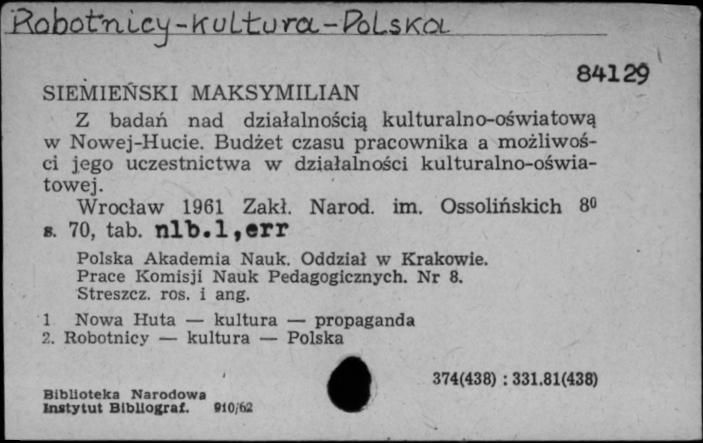 Robotnicy-kultura-Polska
84129
SIEMIEŃSKI MAKSYMILIAN
Z badań nad działalnością kulturalno-oświatową
w Nowej-Hucie. Budżet czasu pracownika a możliwoś-
ci jego uczestnictwa w działalności kulturalno-oświa-
towej.
Wrocław 1961 Zakł. Narod. im. Ossolińskich 8⁰
s. 70, tab. nlb.1,err
Polska Akademia Nauk. Oddział w Krakowie.
Prace Komisji Nauk Pedagogicznych. Nr 8.
Streszcz. ros. i ang.
1 Nowa Huta — kultura — propaganda
2. Robotnicy — kultura — Polska
374(438) : 331.81(438)
Biblioteka Narodowa
Instytut Bibliograf. 910/62